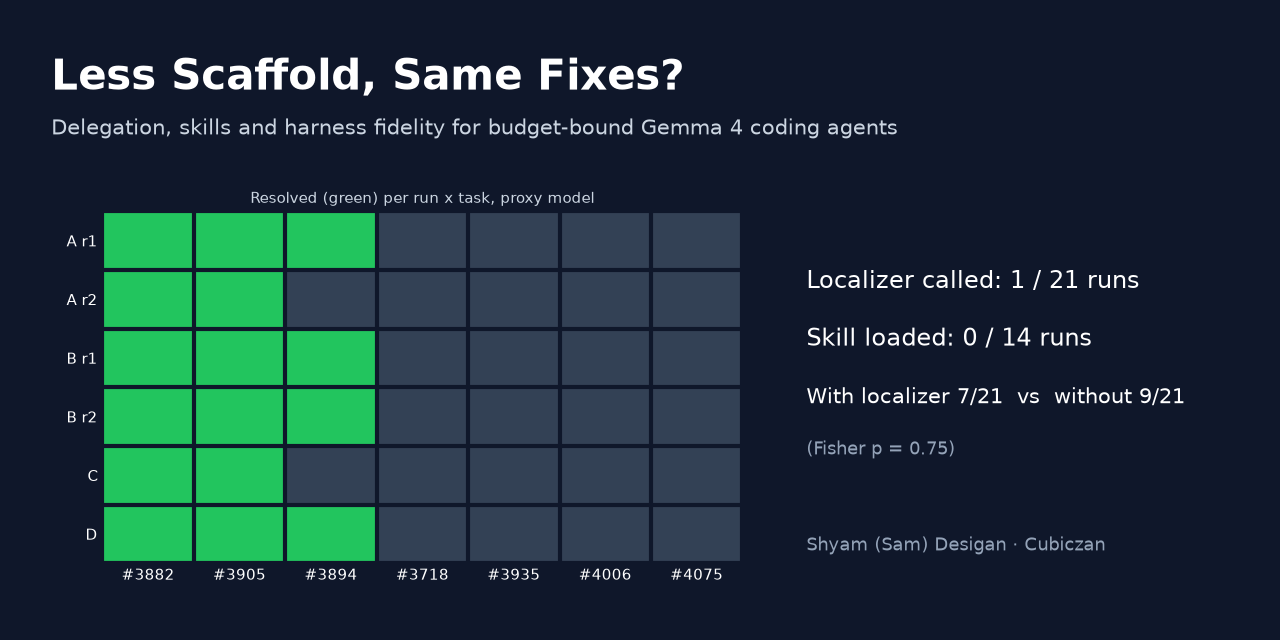 Less Scaffold, Same Fixes?
Delegation, skills and harness fidelity for budget-bound Gemma 4 coding agents
Resolved (green) per run x task, proxy model
A r1
A r2
B r1
B r2
C
D
#3882 #3905 #3894 #3718 #3935 #4006 #4075
Localizer called: 1 / 21 runs
Skill loaded: 0 / 14 runs
With localizer 7/21 vs without 9/21
(Fisher p = 0.75)
Shyam (Sam) Desigan · Cubiczan